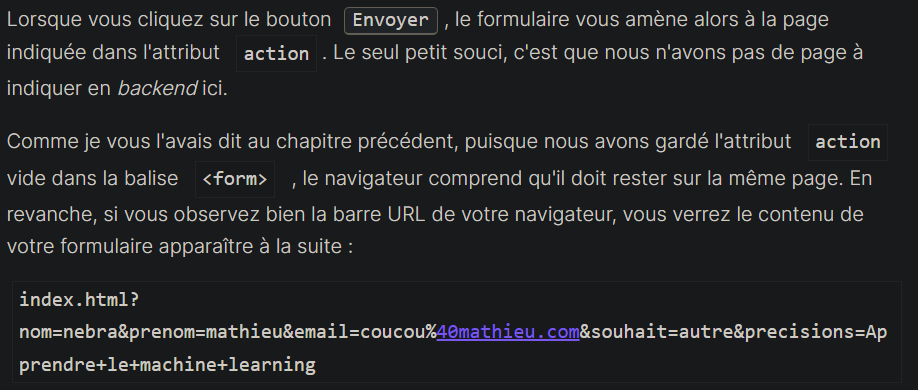 Lorsque vous cliquez sur le bouton Envoyer , le formulaire vous amène alors à la page
indiquée dans l'attribut action . Le seul petit souci, c'est que nous n'avons pas de page à
indiquer en backend ici.
Comme je vous l'avais dit au chapitre précédent, puisque nous avons gardé l'attribut action
vide dans la balise <form> , le navigateur comprend qu'il doit rester sur la même page. En
revanche, si vous observez bien la barre URL de votre navigateur, vous verrez le contenu de
votre formulaire apparaître à la suite :
index.html?
nom=nebra&prenom=mathieu&email=coucou%40mathieu.com&souhait=autre&precisions=Ap
prendre+le+machine+learning